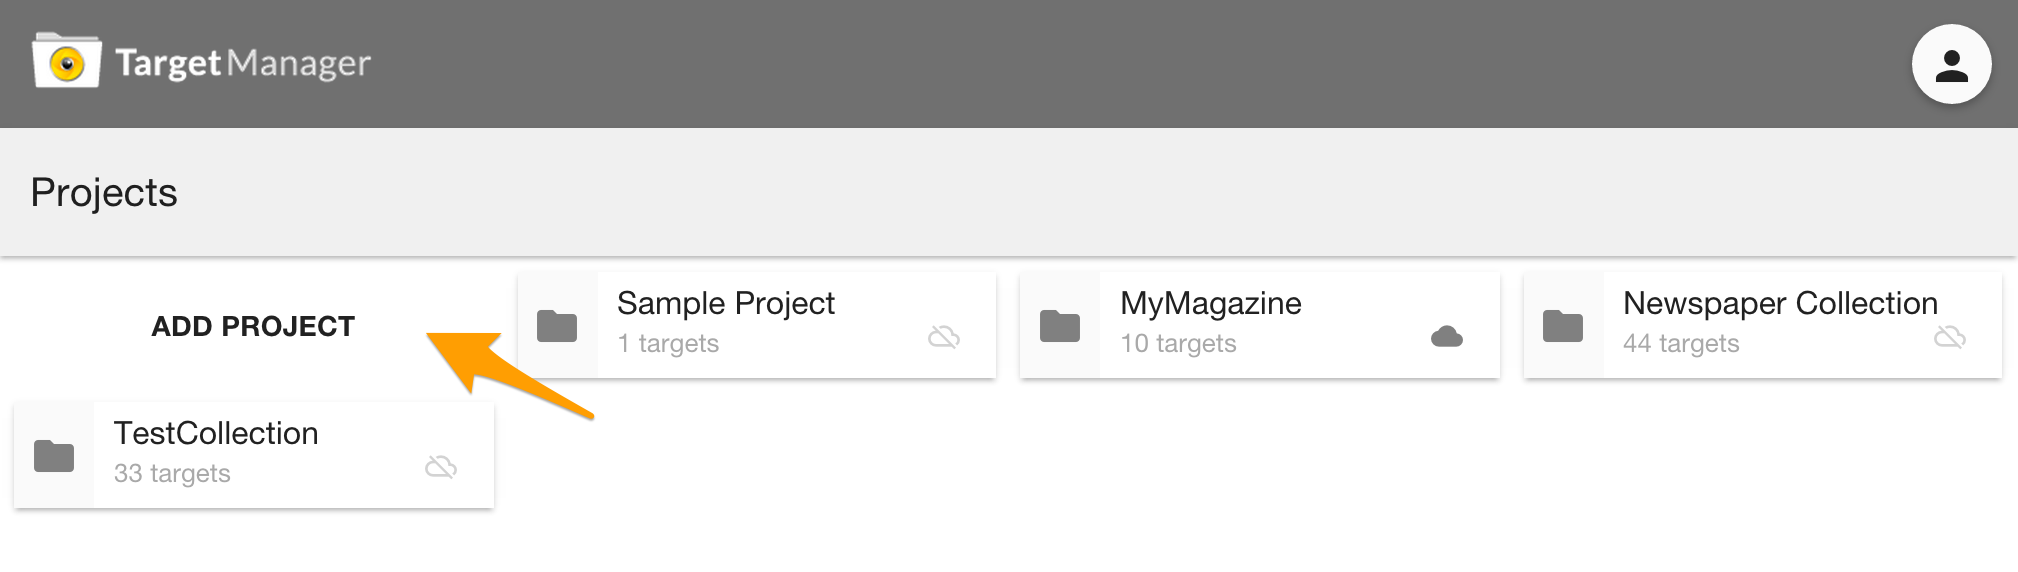 TargetManager
Projects
ADD PROJECT
Sample Project
1 targets
MyMagazine
10 targets
Newspaper Collection
44 targets
TestCollection
33 targets